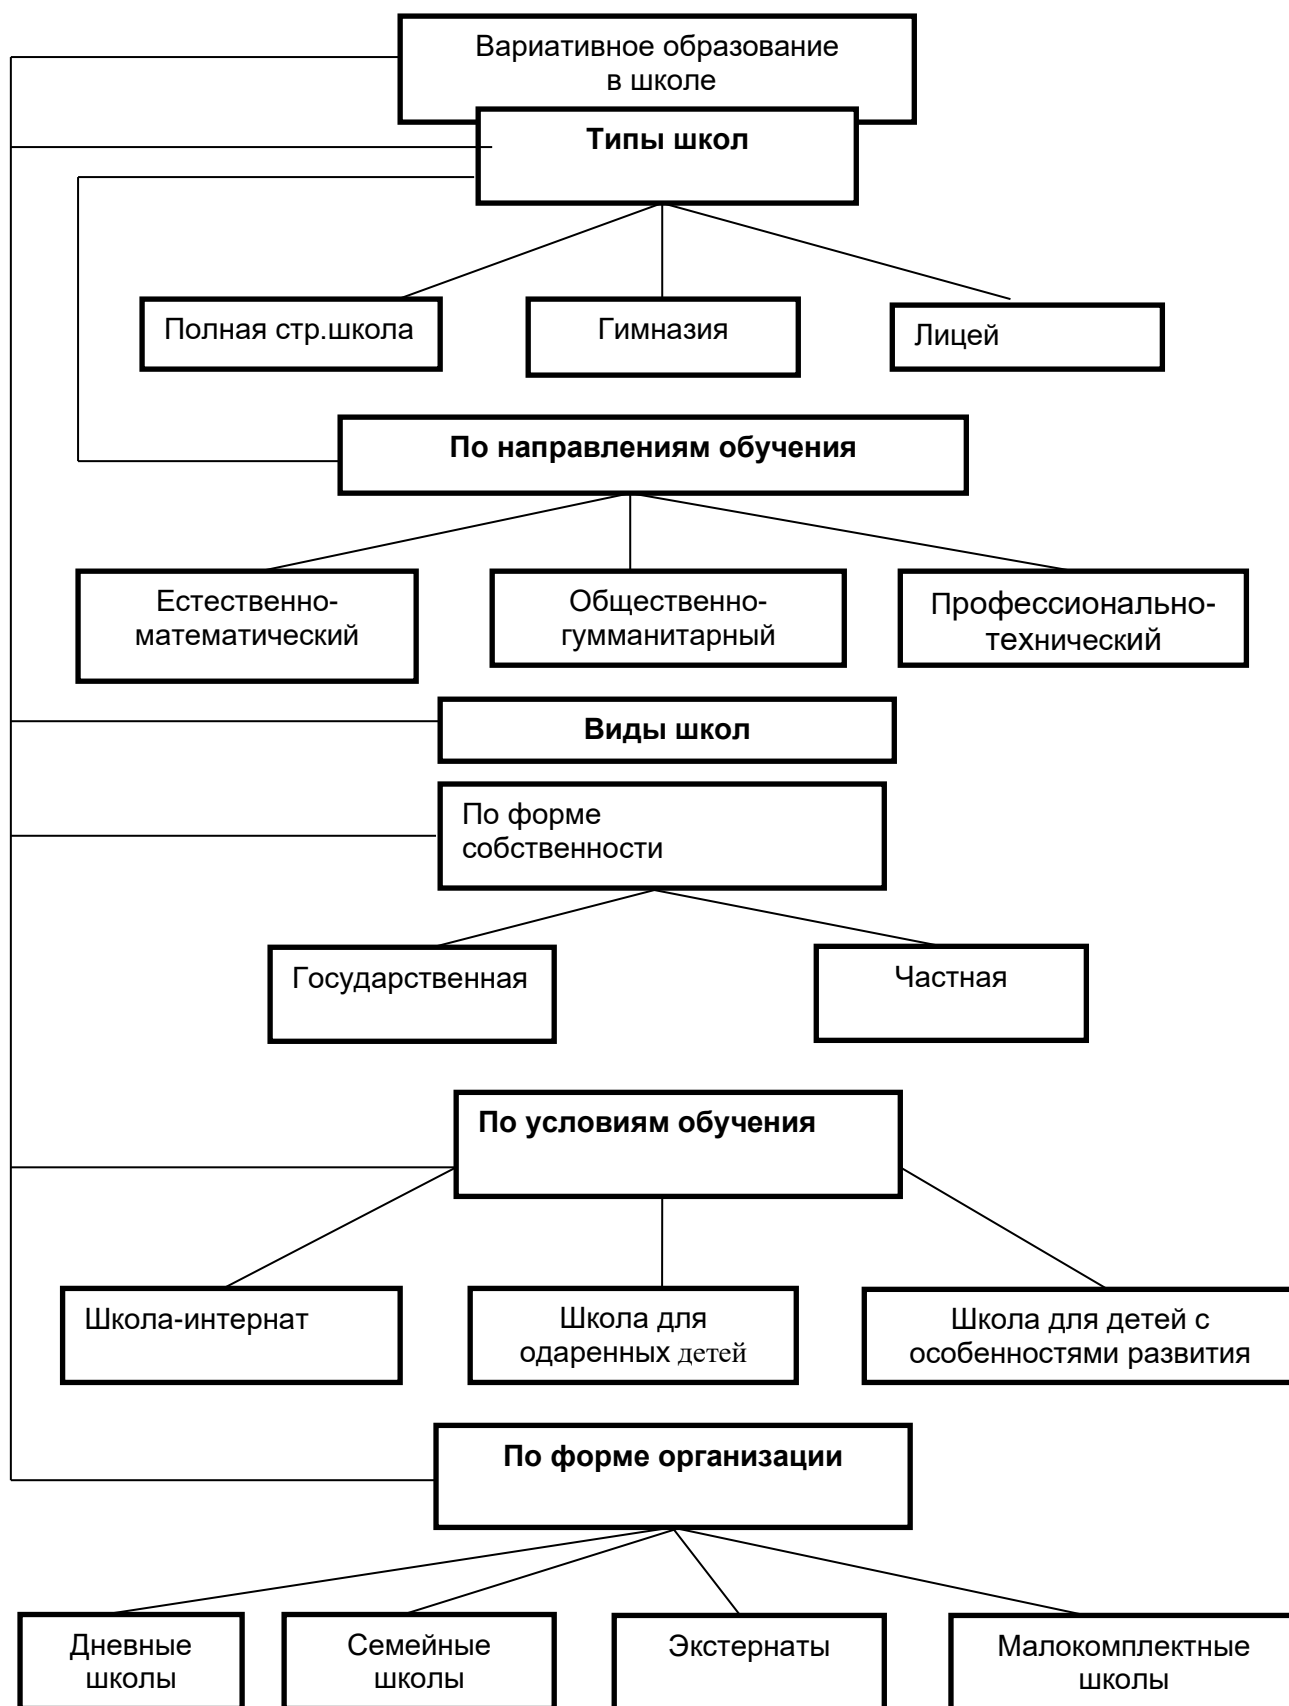 Вариативное образование
в школе
Типы школ
Полная стр.школа
Гимназия
Лицей
По направлениям обучения
Естественно-
математический
Общественно-
гумманитарный
Профессионально-
технический
Виды школ
По форме
собственности
Государственная
Частная
По условиям обучения
Школа-интернат
Школа для
одаренных детей
Школа для детей с
особенностями развития
По форме организации
Дневные
школы
Семейные
школы
Экстернаты
Малокомплектные
школы